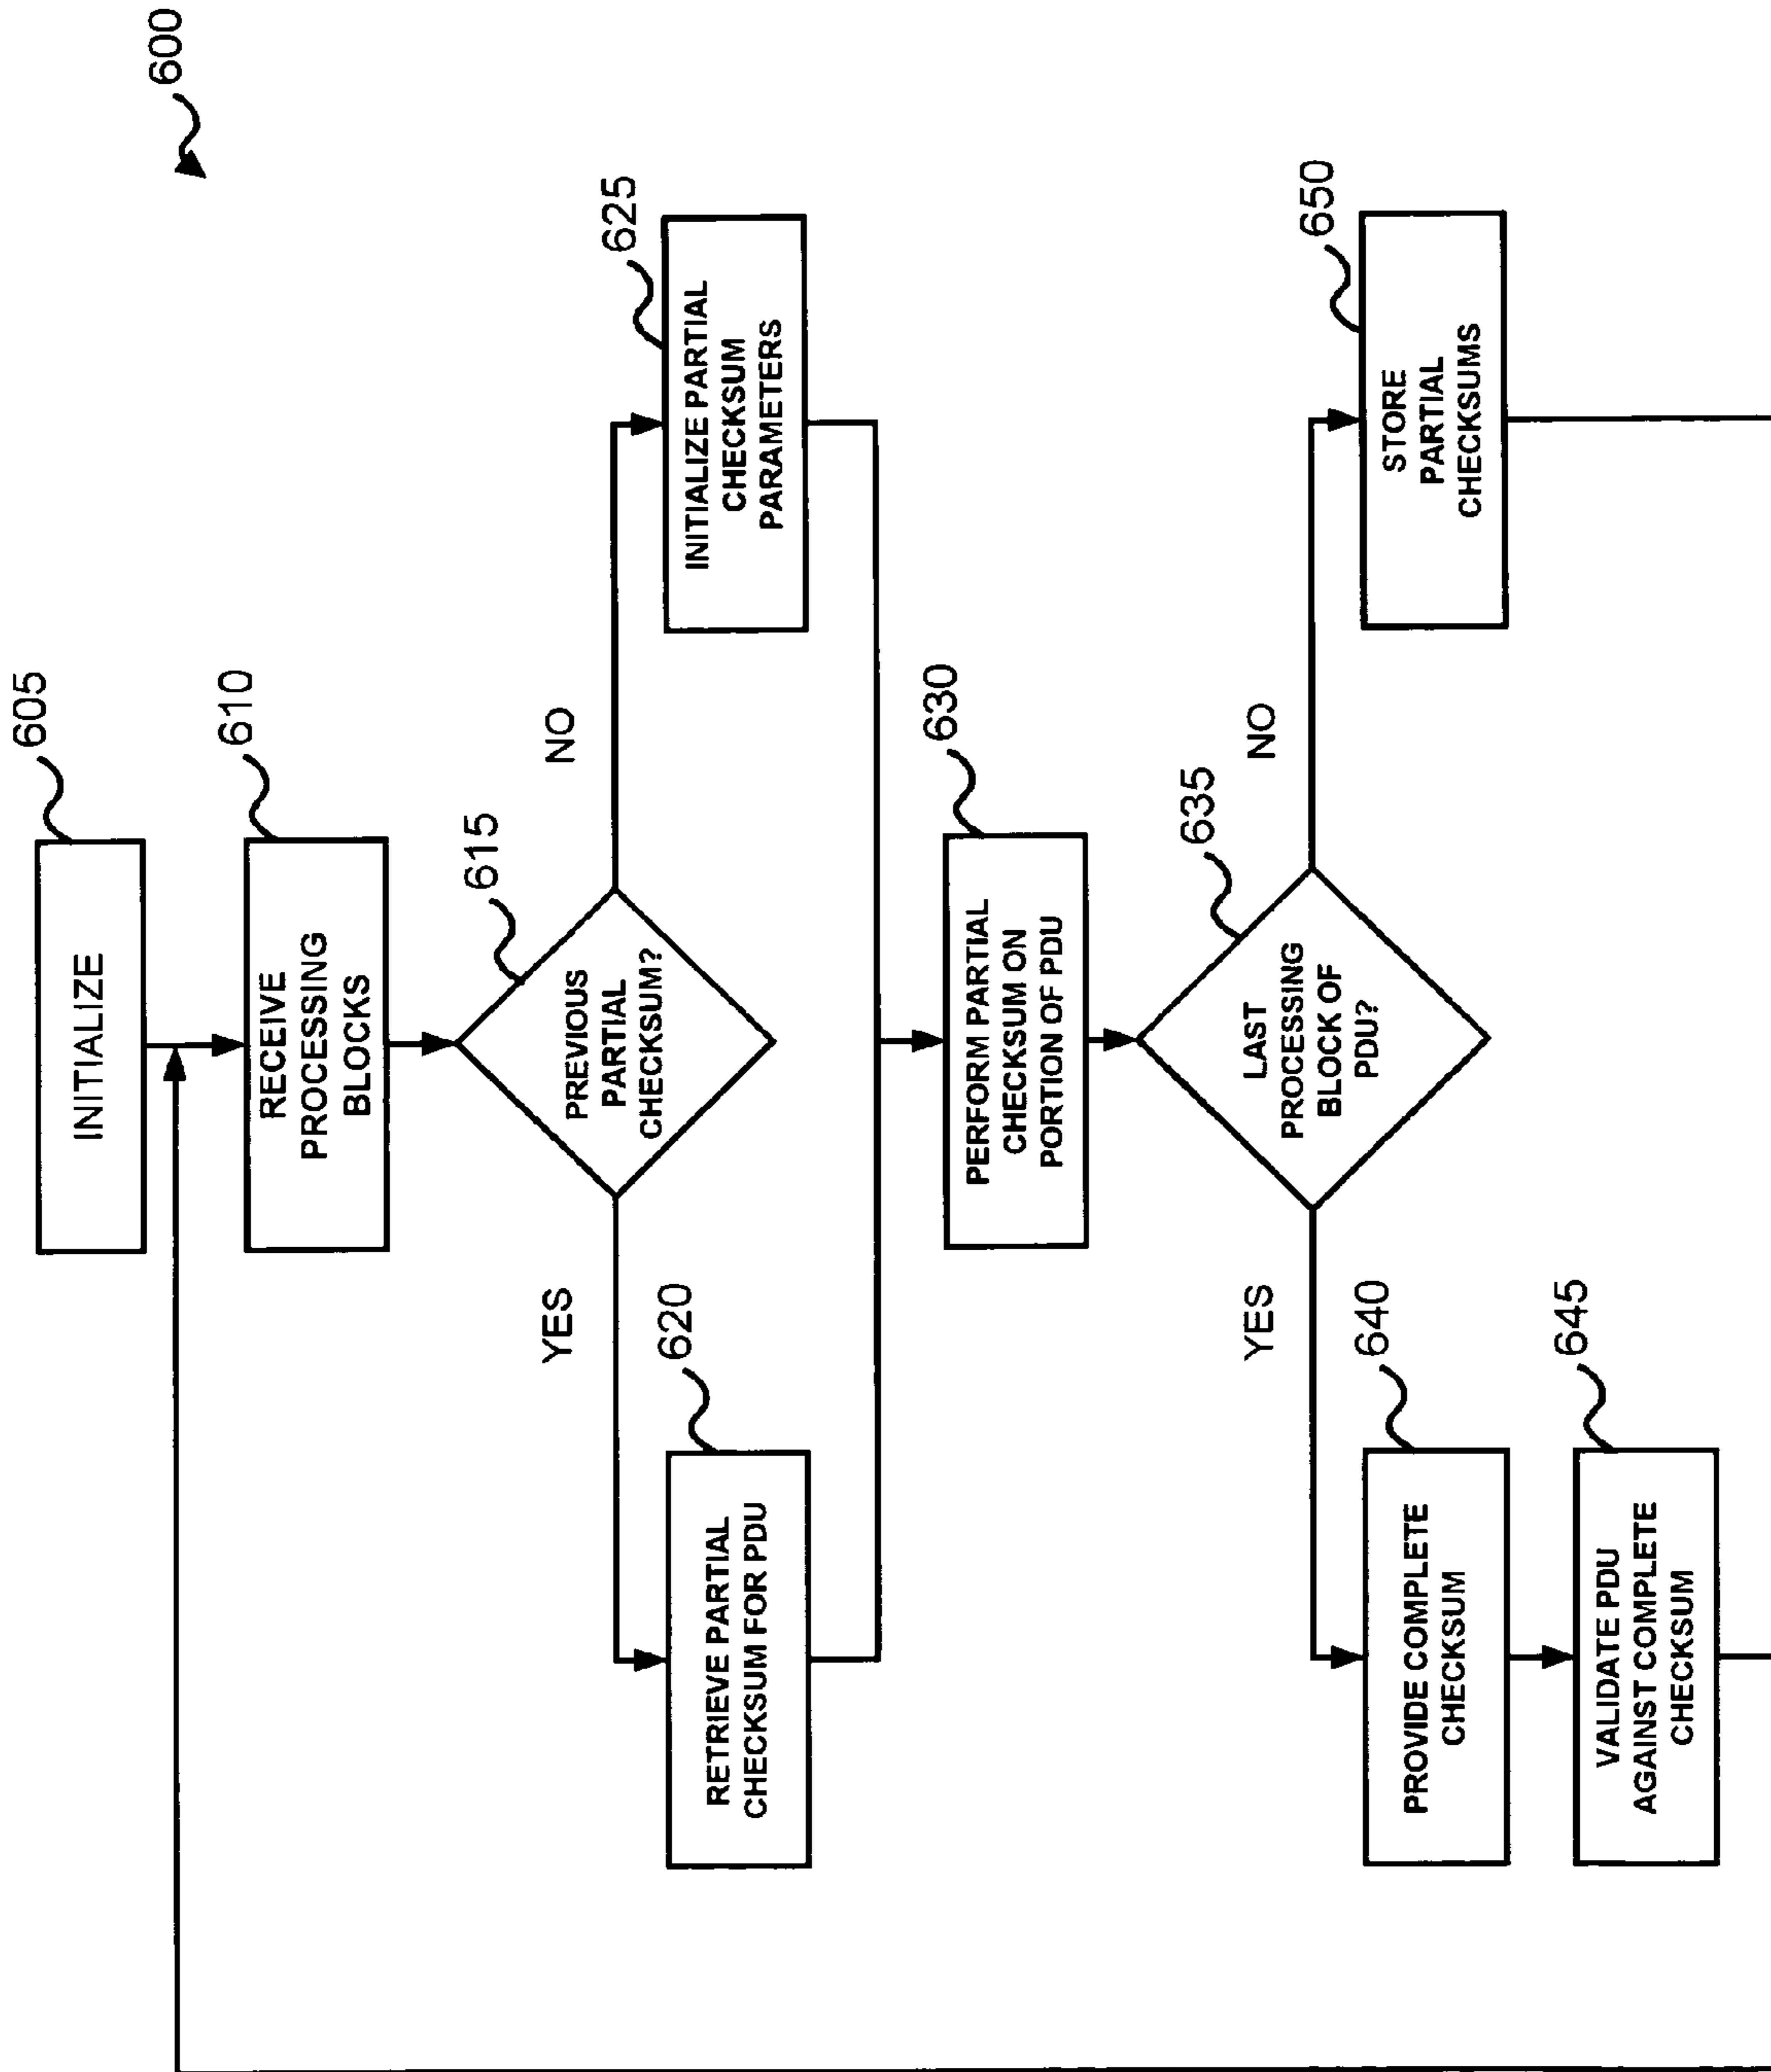 600
605
INITIALIZE
610
RECEIVE
PROCESSING
BLOCKS
615
PREVIOUS
PARTIAL
CHECKSUM?
YES
NO
620
RETRIEVE PARTIAL
CHECKSUM FOR PDU
625
INITIALIZE PARTIAL
CHECKSUM
PARAMETERS
630
PERFORM PARTIAL
CHECKSUM ON
PORTION OF PDU
635
LAST
PROCESSING
BLOCK OF
PDU?
YES
NO
640
PROVIDE COMPLETE
CHECKSUM
645
VALIDATE PDU
AGAINST COMPLETE
CHECKSUM
650
STORE
PARTIAL
CHECKSUMS